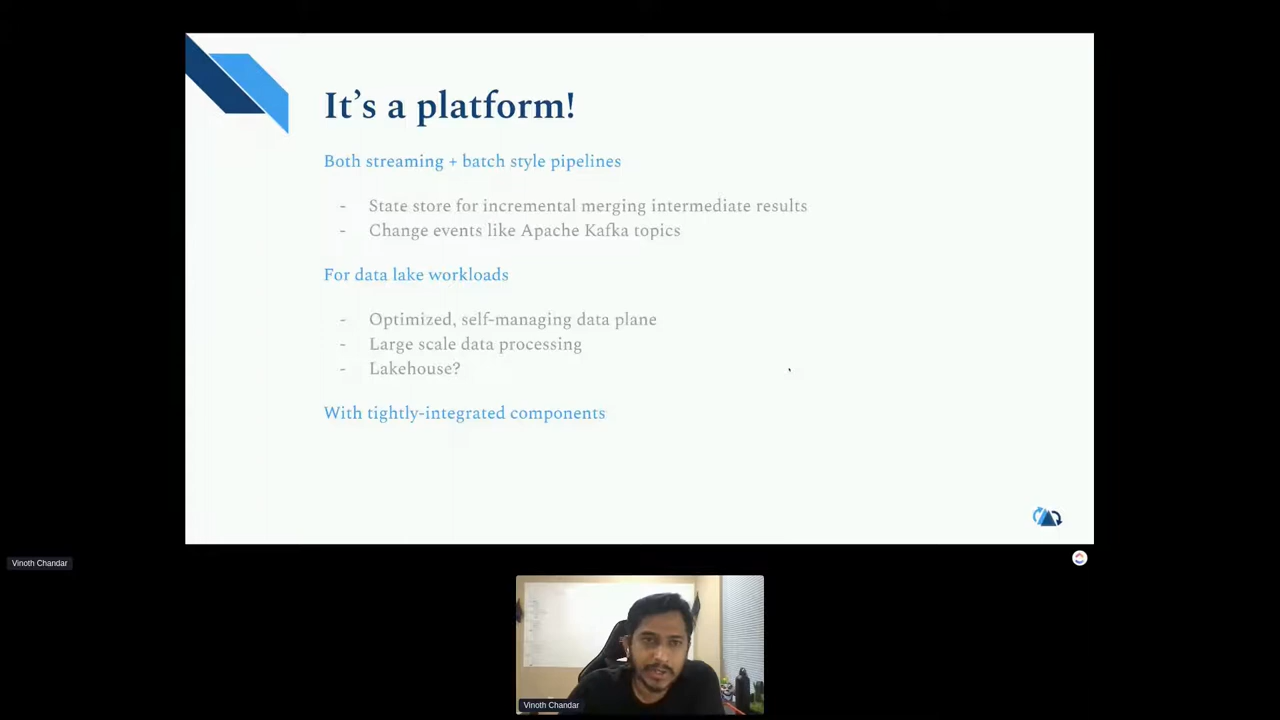 It's a platform!
Both streaming + batch style pipelines
- State store for incremental merging intermediate results
- Change events like Apache Kafka topics
For data lake workloads
- Optimized, self-managing data plane
- Large scale data processing
- Lakehouse?
With tightly-integrated components
Vinoth Chandar
Vinoth Chandar